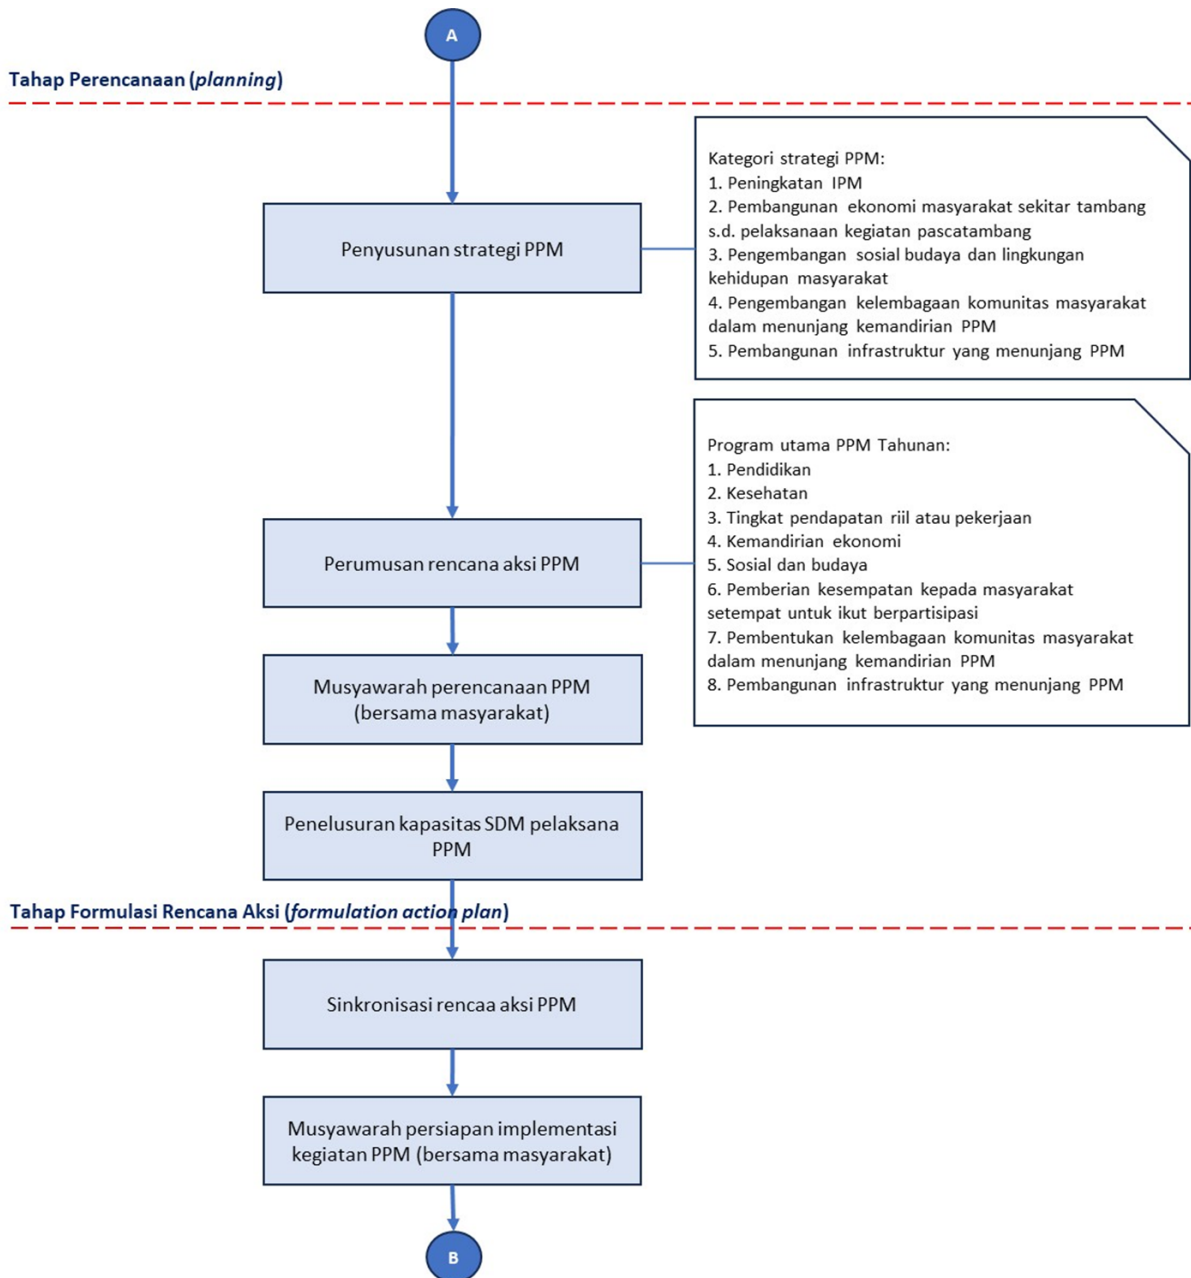 A
Tahap Perencanaan (planning)
Kategori strategi PPM:
1. Peningkatan IPM
2. Pembangunan ekonomi masyarakat sekitar tambang
s.d. pelaksanaan kegiatan pascatambang
3. Pengembangan sosial budaya dan lingkungan
kehidupan masyarakat
4. Pengembangan kelembagaan komunitas masyarakat
dalam menunjang kemandirian PPM
5. Pembangunan infrastruktur yang menunjang PPM
Penyusunan strategi PPM
Program utama PPM Tahunan:
1. Pendidikan
2. Kesehatan
3. Tingkat pendapatan riil atau pekerjaan
4. Kemandirian ekonomi
5. Sosial dan budaya
6. Pemberian kesempatan kepada masyarakat
setempat untuk ikut berpartisipasi
7. Pembentukan kelembagaan komunitas masyarakat
dalam menunjang kemandirian PPM
8. Pembangunan infrastruktur yang menunjang PPM
Perumusan rencana aksi PPM
Musyawarah perencanaan PPM
(bersama masyarakat)
Penelusuran kapasitas SDM pelaksana
PPM
Tahap Formulasi Rencana Aksi (formulation action plan)
Sinkronisasi rencaa aksi PPM
Musyawarah persiapan implementasi
kegiatan PPM (bersama masyarakat)
B